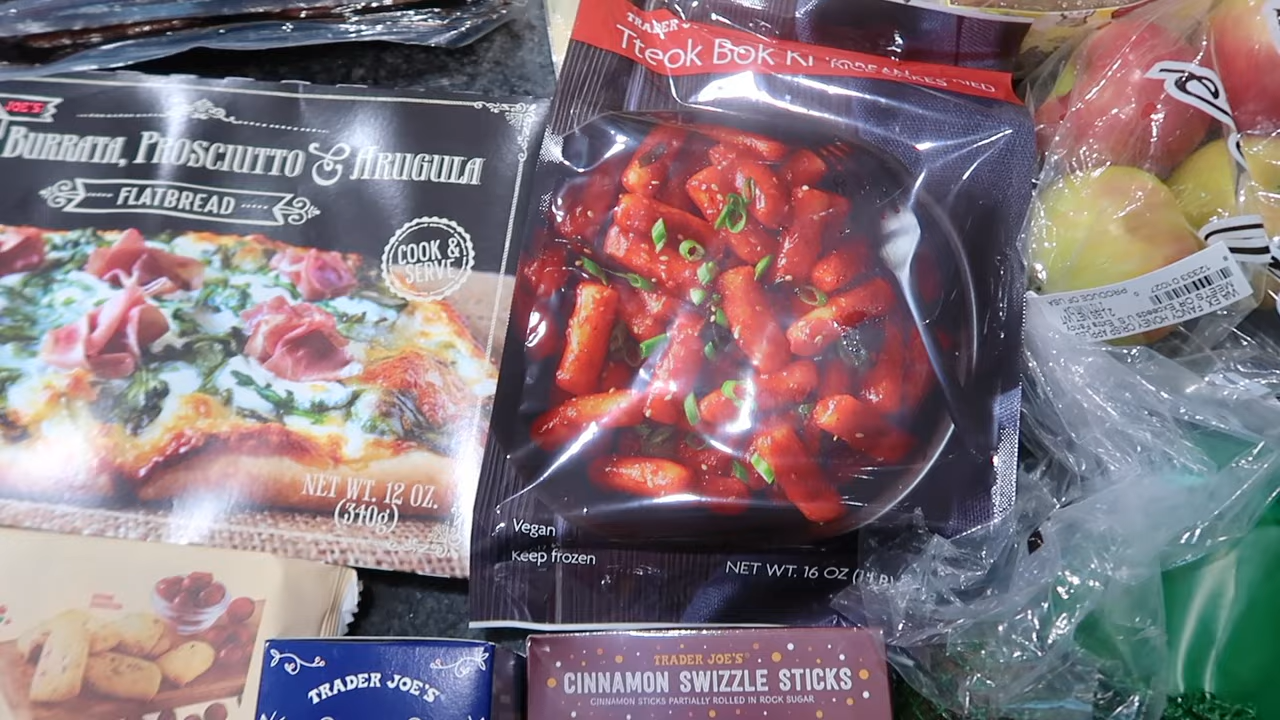 JOE'S
BURRATA, PROSCIUTTO & ARUGULA
FLATBREAD
COOK &
SERVE
NET WT. 12 OZ.
(340g)
TRADER
Tteok Bok Ki
Vegan
Keep frozen
NET WT. 16 OZ
PRODUCE OF USA
TRADER JOE'S
TRADER JOE'S
CINNAMON SWIZZLE STICKS
CINNAMON STICKS PARTIALLY ROLLED IN ROCK SUGAR